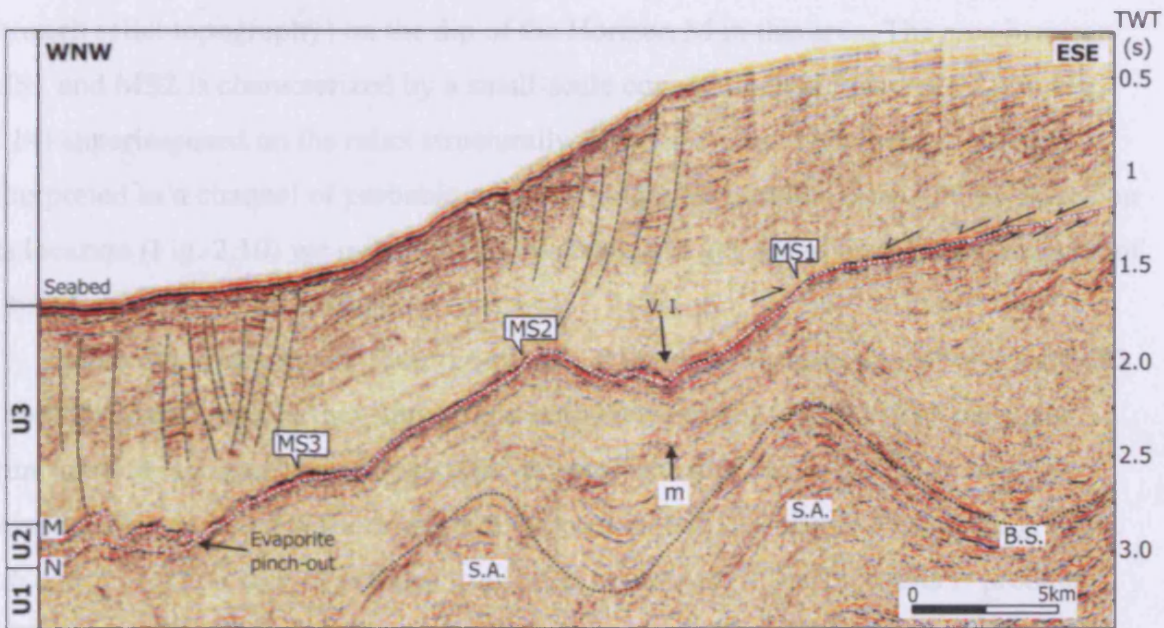 TWT
(s)
WNW
ESE
0.5
1
MS1
1.5
Seabed
V.I.
MS2
2.0
U3
MS3
2.5
m
S.A.
M
U2
Evaporite
pinch-out
B.S.
N
S.A.
3.0
U1
0
5km